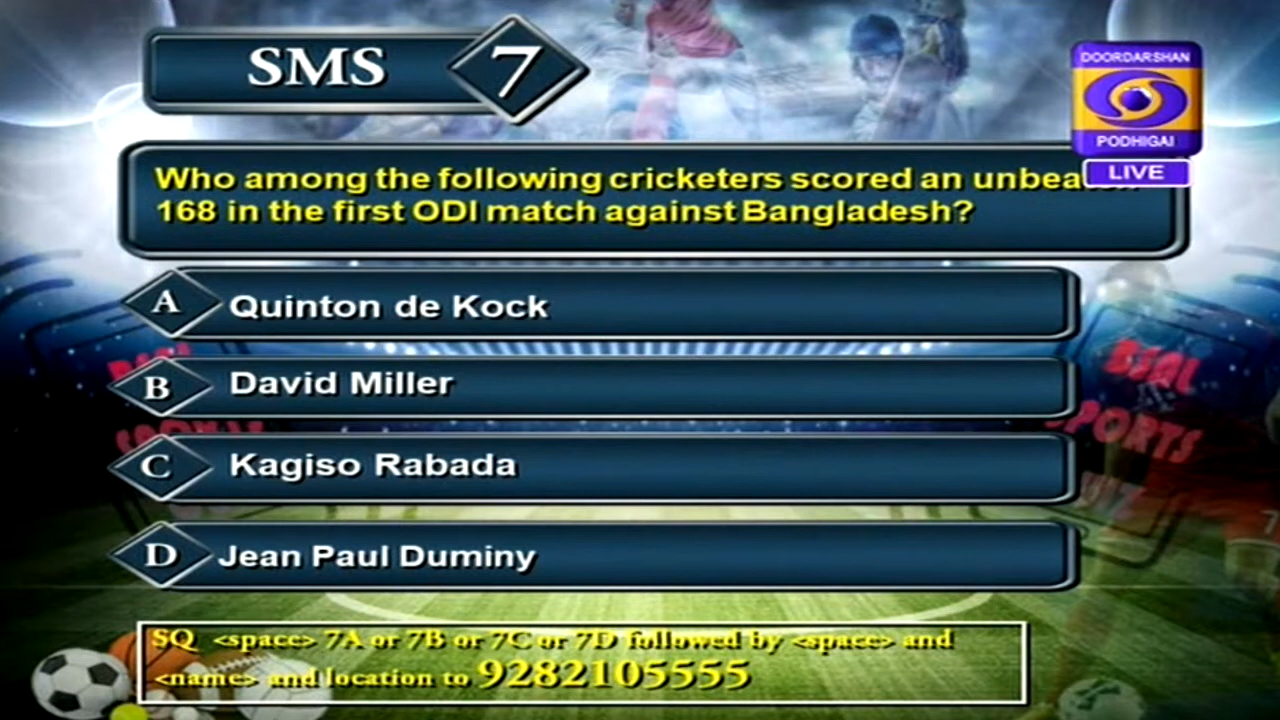 SMS 7
DOORDARSHAN
PODHIGAI
LIVE
Who among the following cricketers scored an
168 in the first ODI match against Bangladesh?
A Quinton de Kock
B David Miller
C Kagiso Rabada
D Jean Paul Duminy
BSNL
SPORTS
SQ <space> 7A or 7B or 7C or 7D followed by <space> and
<name> and location to 9282105555